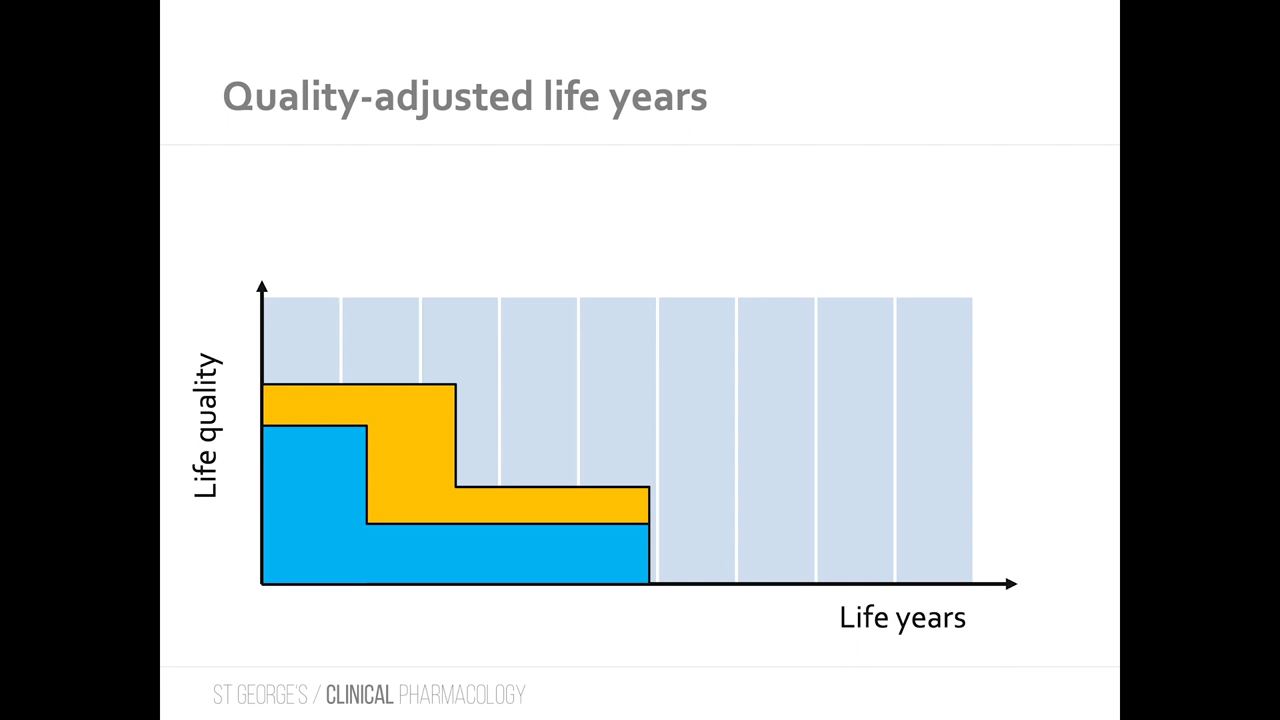 Quality-adjusted life years
Life quality
Life years
ST GEORGE'S / CLINICAL PHARMACOLOGY